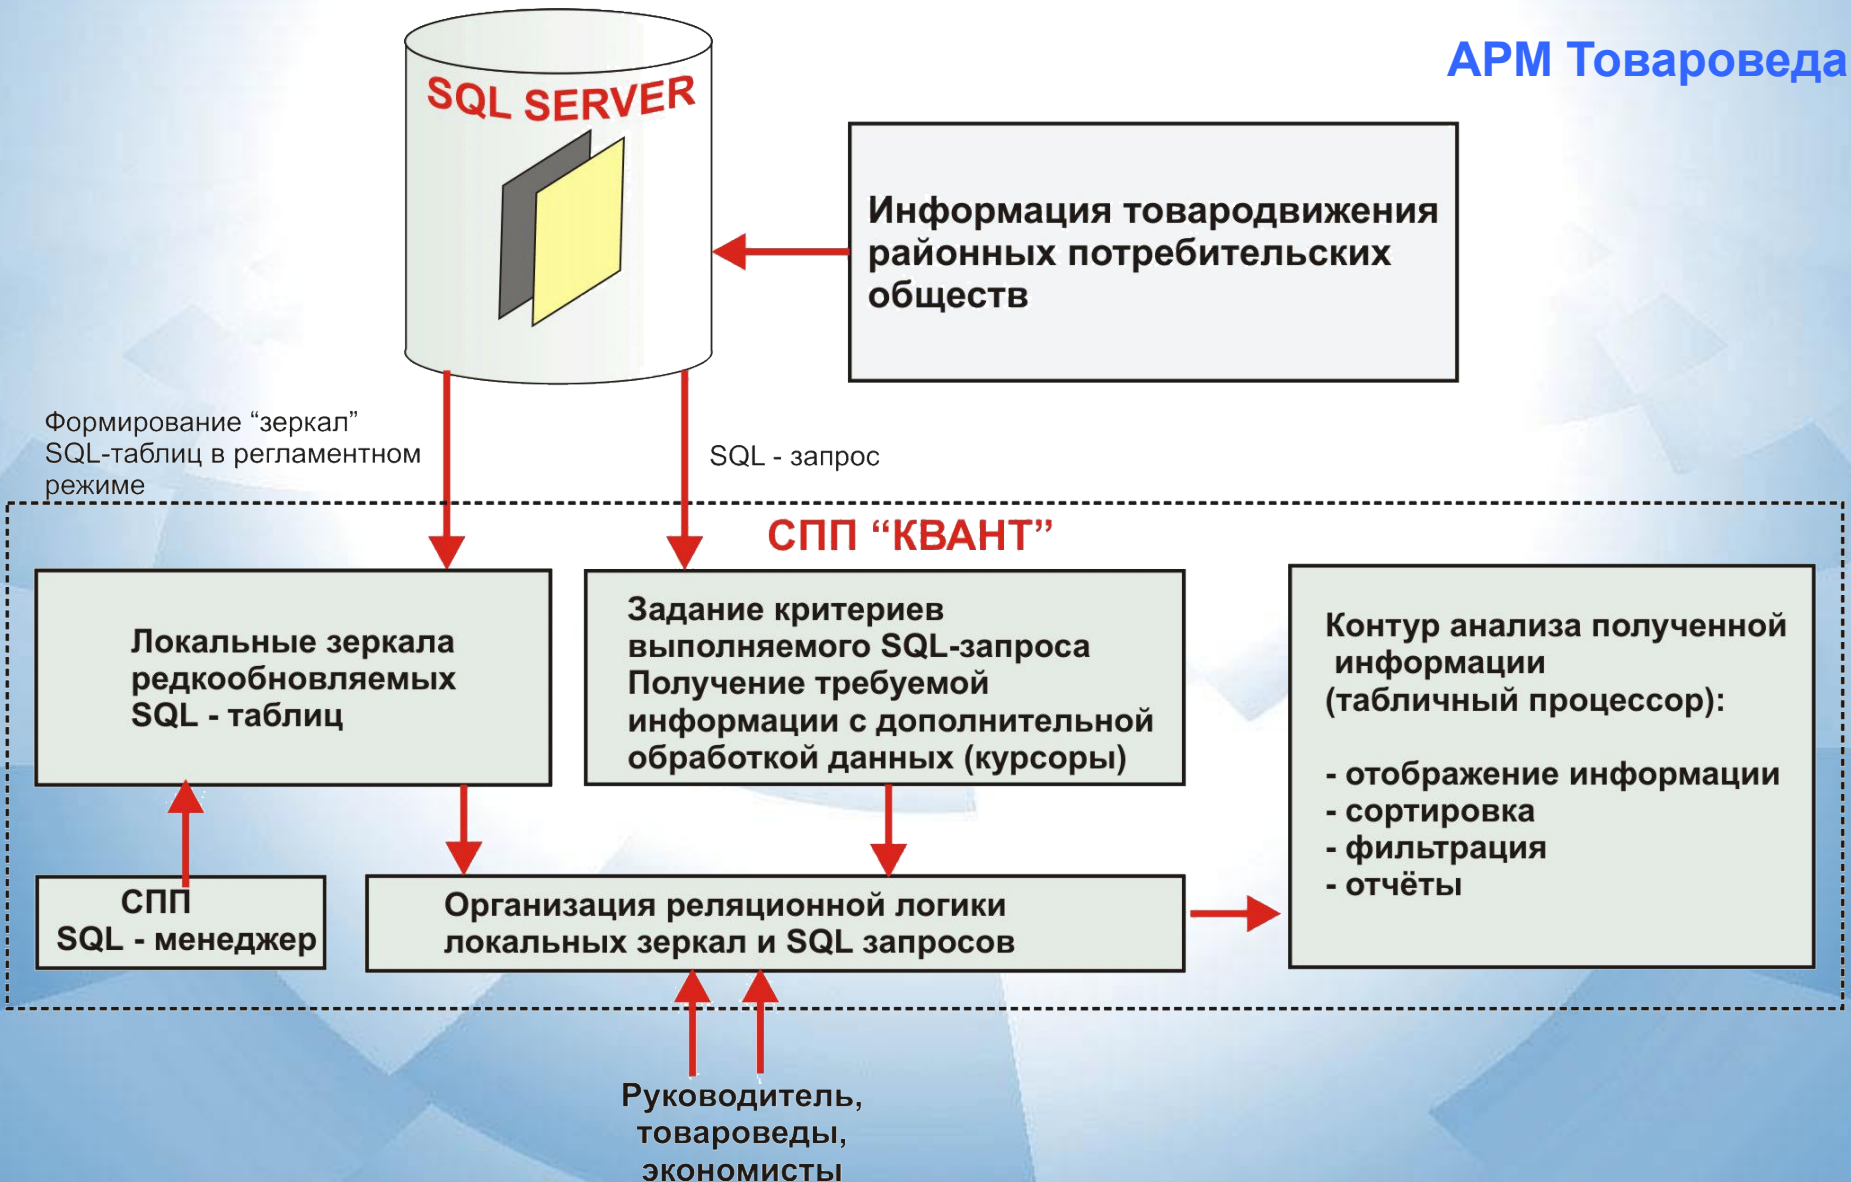 АРМ Товароведа
SQL SERVER
Информация товародвижения
районных потребительских
обществ
Формирование “зеркал”
SQL-таблиц в регламентном
режиме
SQL - запрос
СПП “КВАНТ”
Локальные зеркала
редкообновляемых
SQL - таблиц
Задание критериев
выполняемого SQL-запроса
Получение требуемой
информации с дополнительной
обработкой данных (курсоры)
Контур анализа полученной
информации
(табличный процессор):
- отображение информации
- сортировка
- фильтрация
- отчёты
СПП
SQL - менеджер
Организация реляционной логики
локальных зеркал и SQL запросов
Руководитель,
товароведы,
экономисты